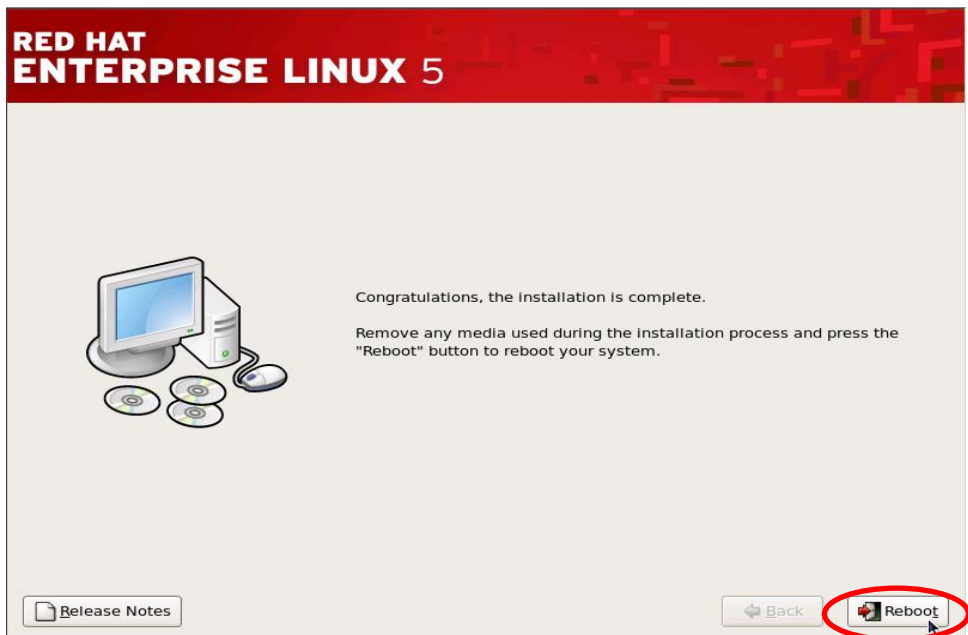 RED HAT
ENTERPRISE LINUX 5
Congratulations, the installation is complete.
Remove any media used during the installation process and press the
"Reboot" button to reboot your system.
Release Notes
Back
Reboot